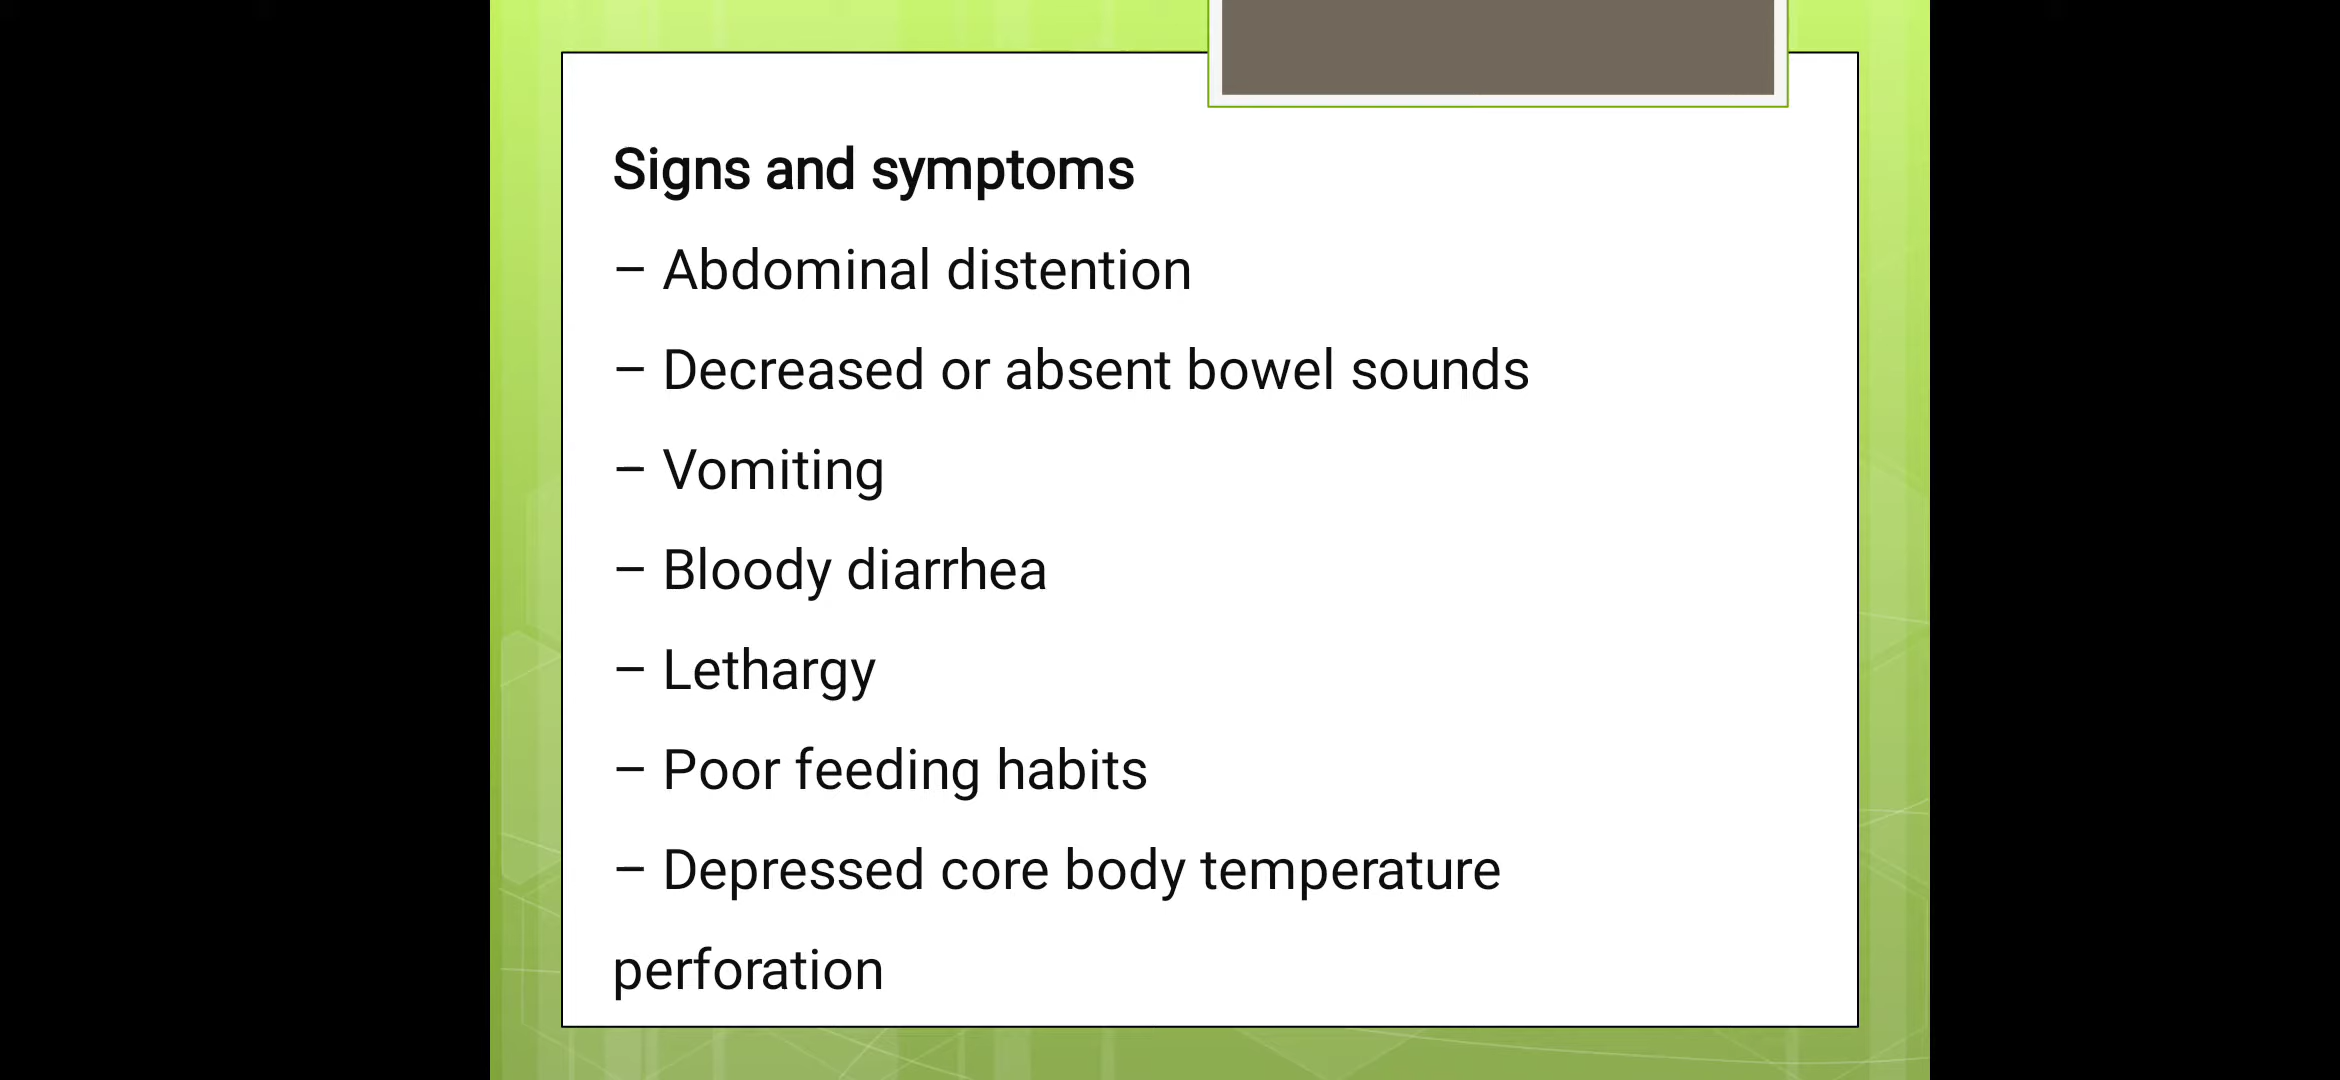 Signs and symptoms
– Abdominal distention
– Decreased or absent bowel sounds
– Vomiting
– Bloody diarrhea
– Lethargy
– Poor feeding habits
– Depressed core body temperature
perforation